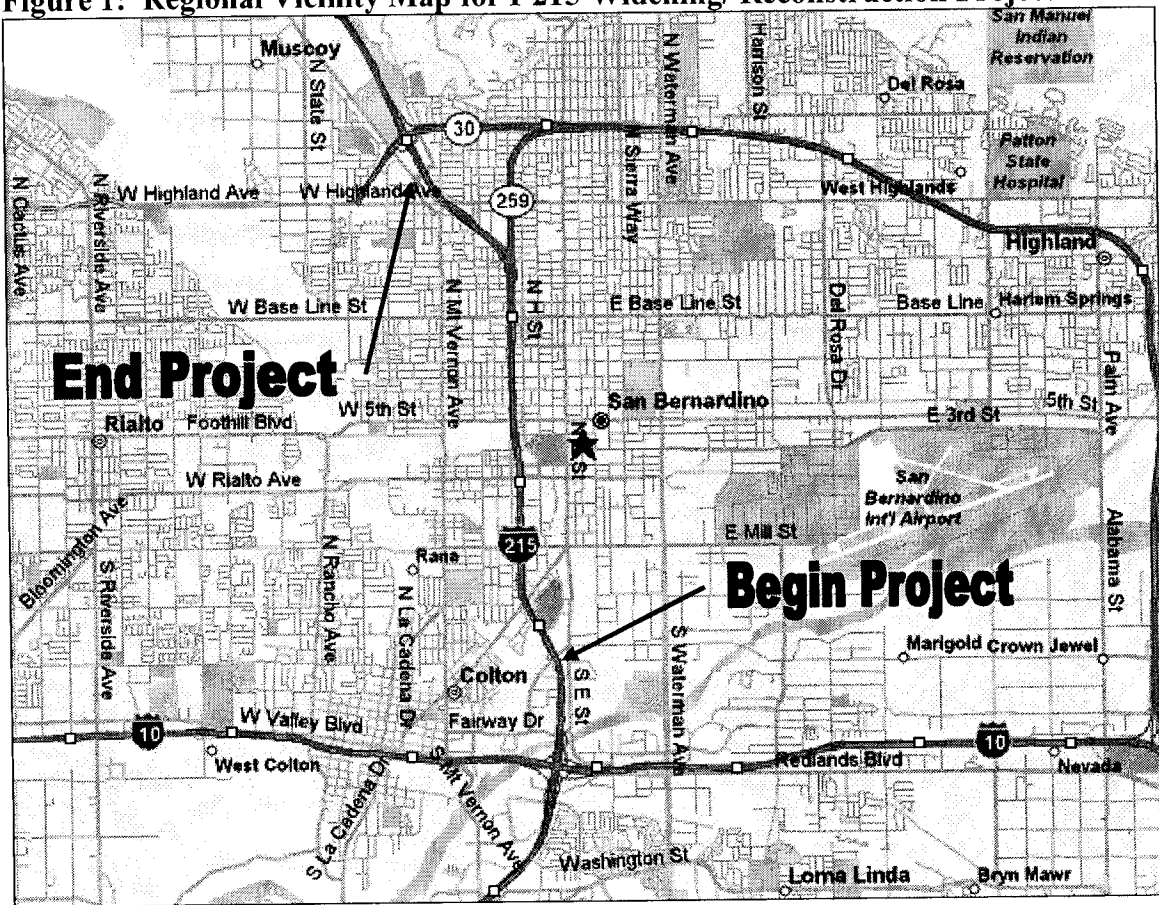 Figure 1: Regional Vicinity Map for I-215 Widening/ Reconstruction Project
San Manuel
Indian
Reservation
Muscoy
N State St
N Waterman Ave
Harrison St
Del Rosa
30
N Sierra Way
Patton
State
Hospital
N Cactus Ave
N Riverside Ave
W Highland Ave
W Highland Ave
259
West Highlands
Highland
W Base Line St
N Mt Vernon Ave
N H St
E Base Line St
Del Rosa Dr
Base Line
Harlem Springs
End Project
Palm Ave
W 5th St
San Bernardino
5th St
Rialto
Foothill Blvd
E 3rd St
St
W Rialto Ave
San
Bernardino
Int'l Airport
Bloomington Ave
215
E Mill St
Alabama St
Rana
N Rancho Ave
S Riverside Ave
N La Cadena Dr
Begin Project
S Waterman Ave
Marigold
Crown Jewel
Colton
S E St
W Valley Blvd
Fairway Dr
10
10
West Colton
S Mt Vernon Ave
Redlands Blvd
Nevada
S La Cadena Dr
Washington St
Loma Linda
Bryn Mawr